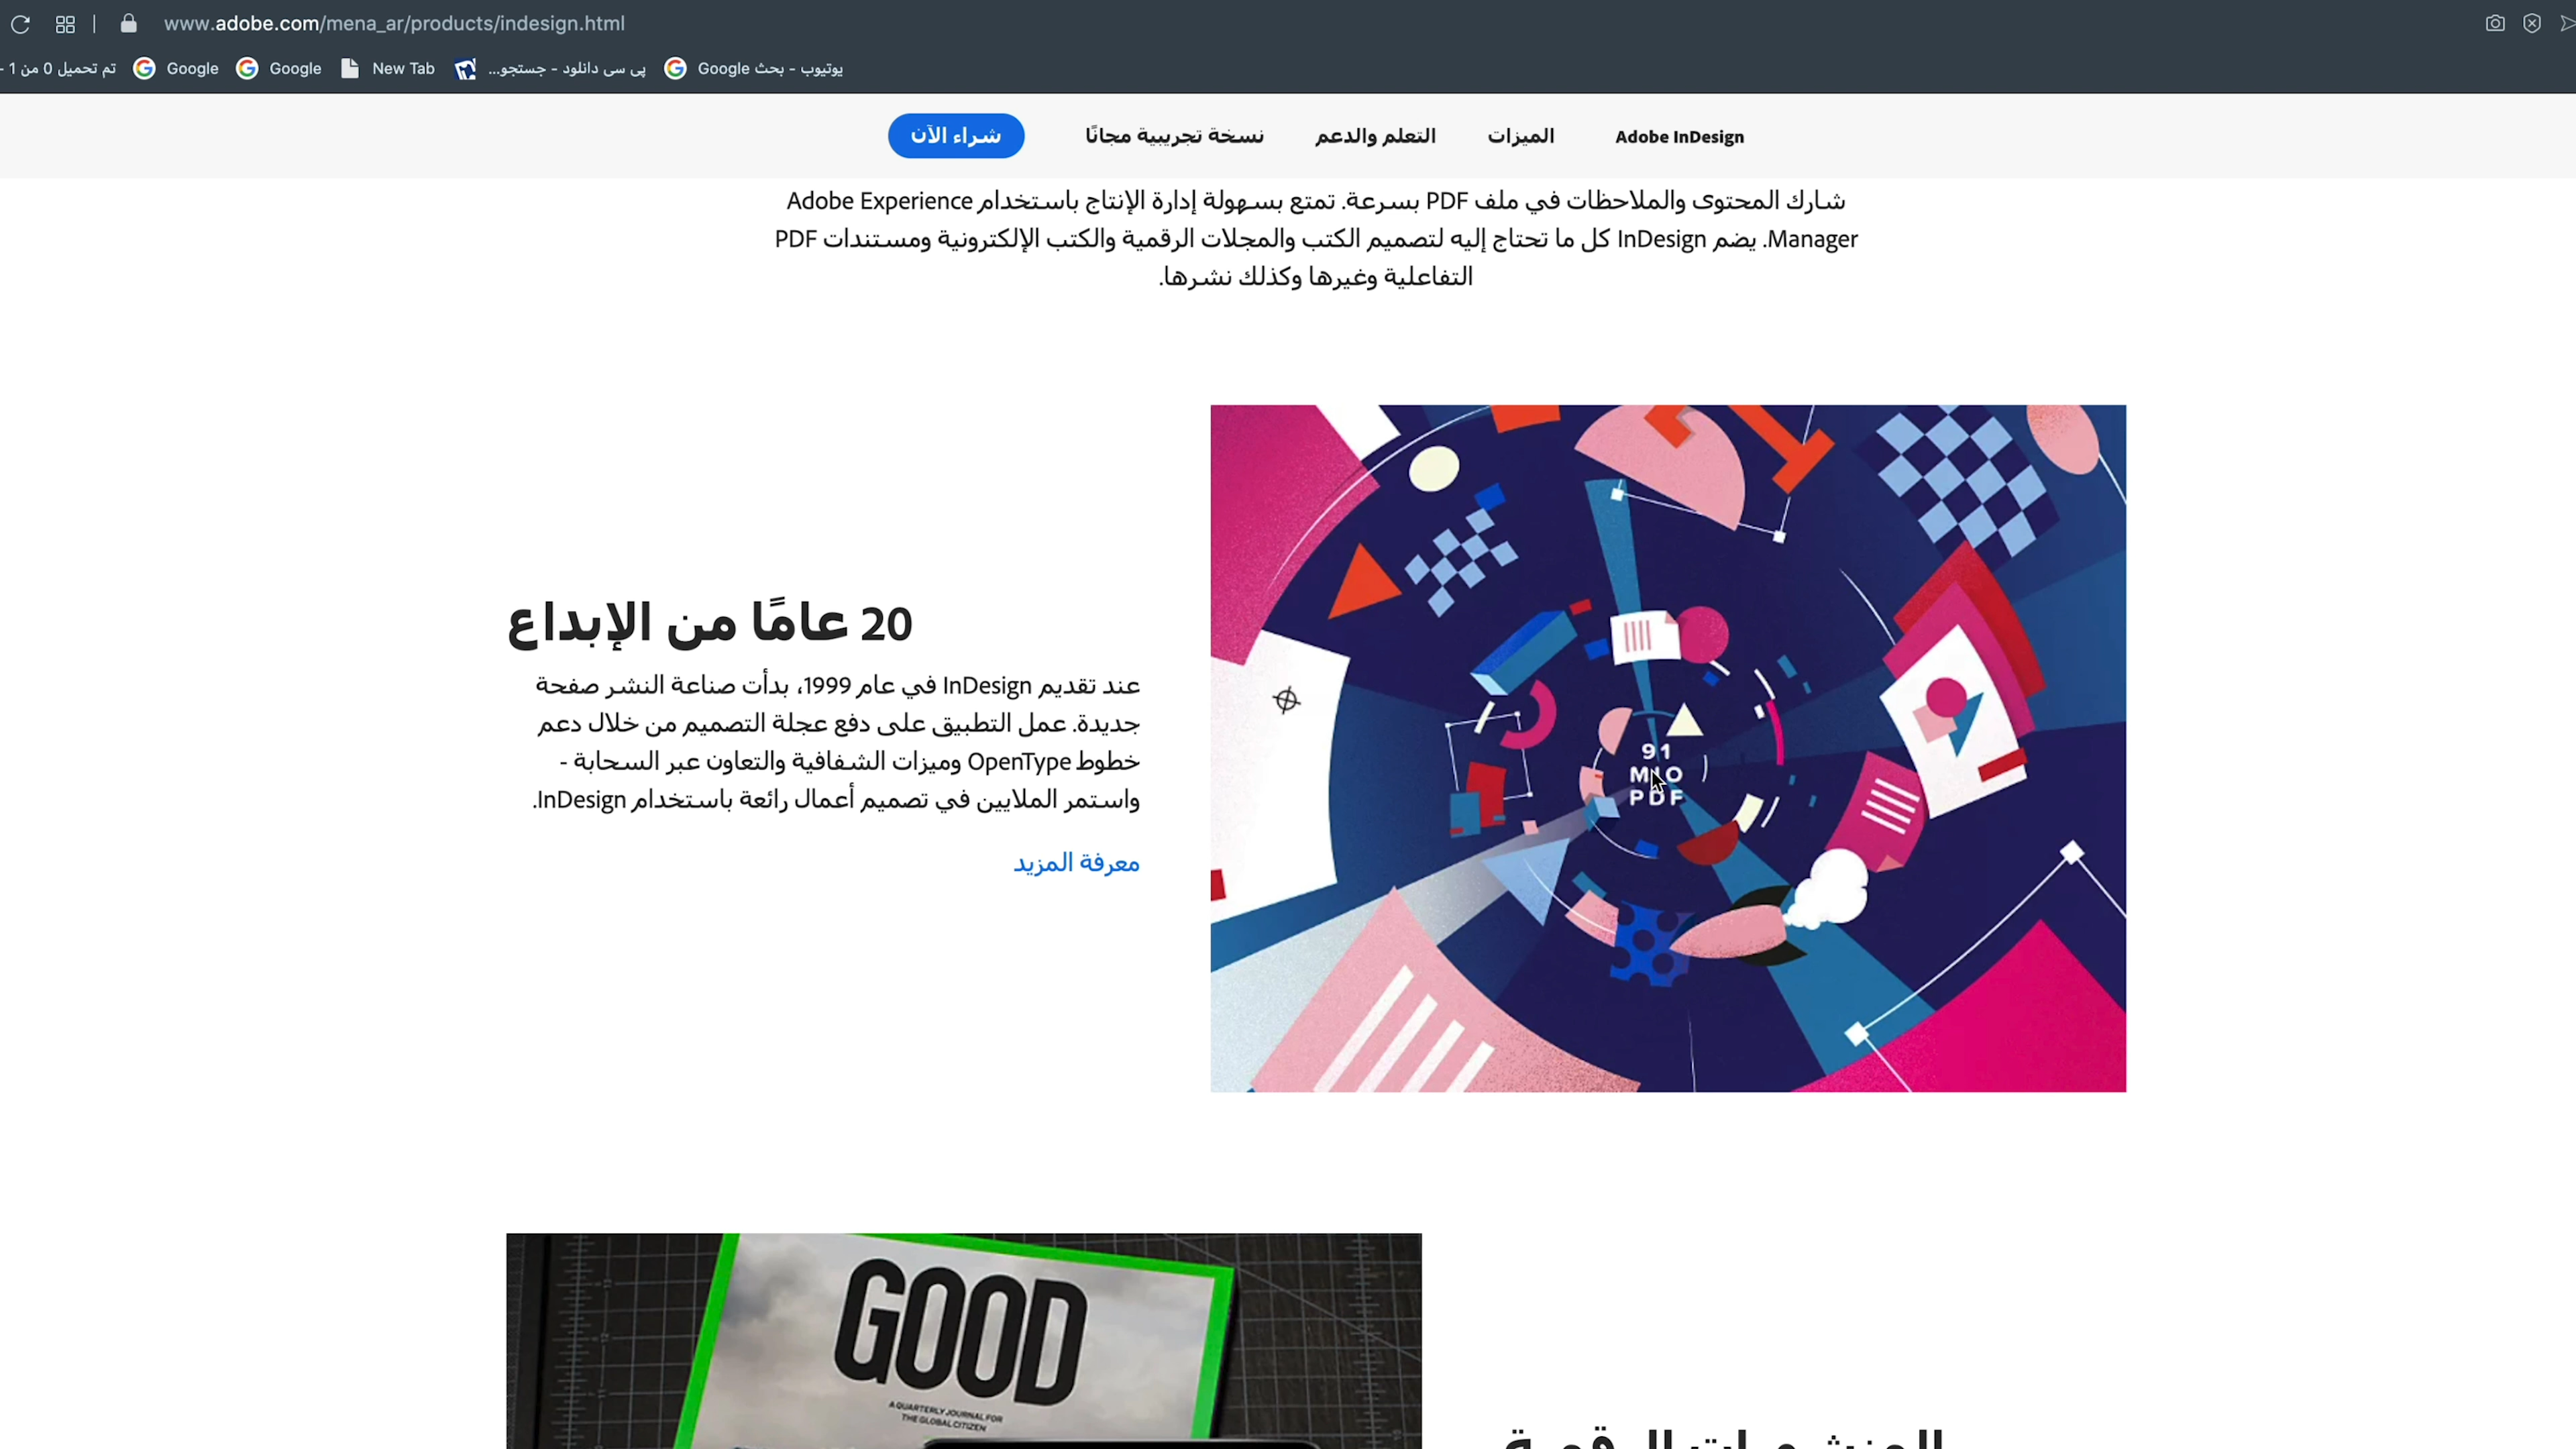 www.adobe.com/mena_ar/products/indesign.html
تم تحميل 0 من 1 -
Google
Google
New Tab
پی سی دانلود - جستجو...
يوتيوب - بحث Google
Adobe InDesign
الميزات
التعلم والدعم
نسخة تجريبية مجانًا
شراء الآن
شارك المحتوى والملاحظات في ملف PDF بسرعة. تمتع بسهولة إدارة الإنتاج باستخدام Adobe Experience
Manager. يضم InDesign كل ما تحتاج إليه لتصميم الكتب والمجلات الرقمية والكتب الإلكترونية ومستندات PDF
التفاعلية وغيرها وكذلك نشرها.
20 عامًا من الإبداع
عند تقديم InDesign في عام 1999، بدأت صناعة النشر صفحة
جديدة. عمل التطبيق على دفع عجلة التصميم من خلال دعم
خطوط OpenType وميزات الشفافية والتعاون عبر السحابة -
واستمر الملايين في تصميم أعمال رائعة باستخدام InDesign.
معرفة المزيد
91
MIO
PDF
GOOD
A QUARTERLY JOURNAL FOR
THE GLOBAL CITIZEN